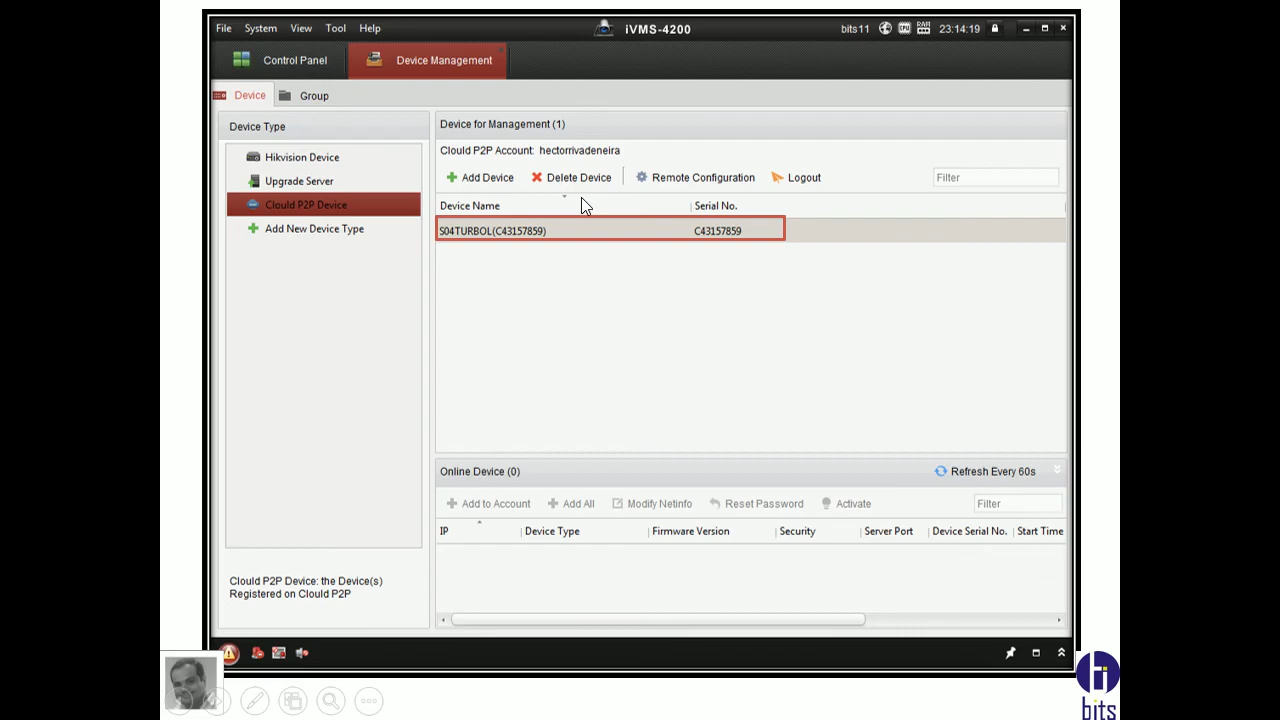 File System View Tool Help
iVMS-4200
bits11 RAM 23:14:19
Control Panel Device Management
Device Group
Device Type
Hikvision Device
Upgrade Server
Clould P2P Device
Add New Device Type
Clould P2P Device: the Device(s)
Registered on Clould P2P
Device for Management (1)
Clould P2P Account: hectorrivadeneira
Add Device Delete Device Remote Configuration Logout Filter
Device Name Serial No.
S04TURBOL(C43157859) C43157859
Online Device (0) Refresh Every 60s
Add to Account Add All Modify Netinfo Reset Password Activate Filter
IP Device Type Firmware Version Security Server Port Device Serial No. Start Time
bits